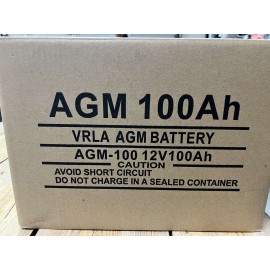 AGM 100Ah
VRLA AGM BATTERY
AGM-100 12V100Ah
CAUTION
AVOID SHORT CIRCUIT
DO NOT CHARGE IN A SEALED CONTAINER